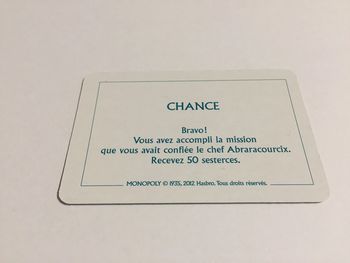 CHANCE
Bravo!
Vous avez accompli la mission
que vous avait confiée le chef Abraracourcix.
Recevez 50 sesterces.
MONOPOLY © 1935, 2012 Hasbro. Tous droits réservés.